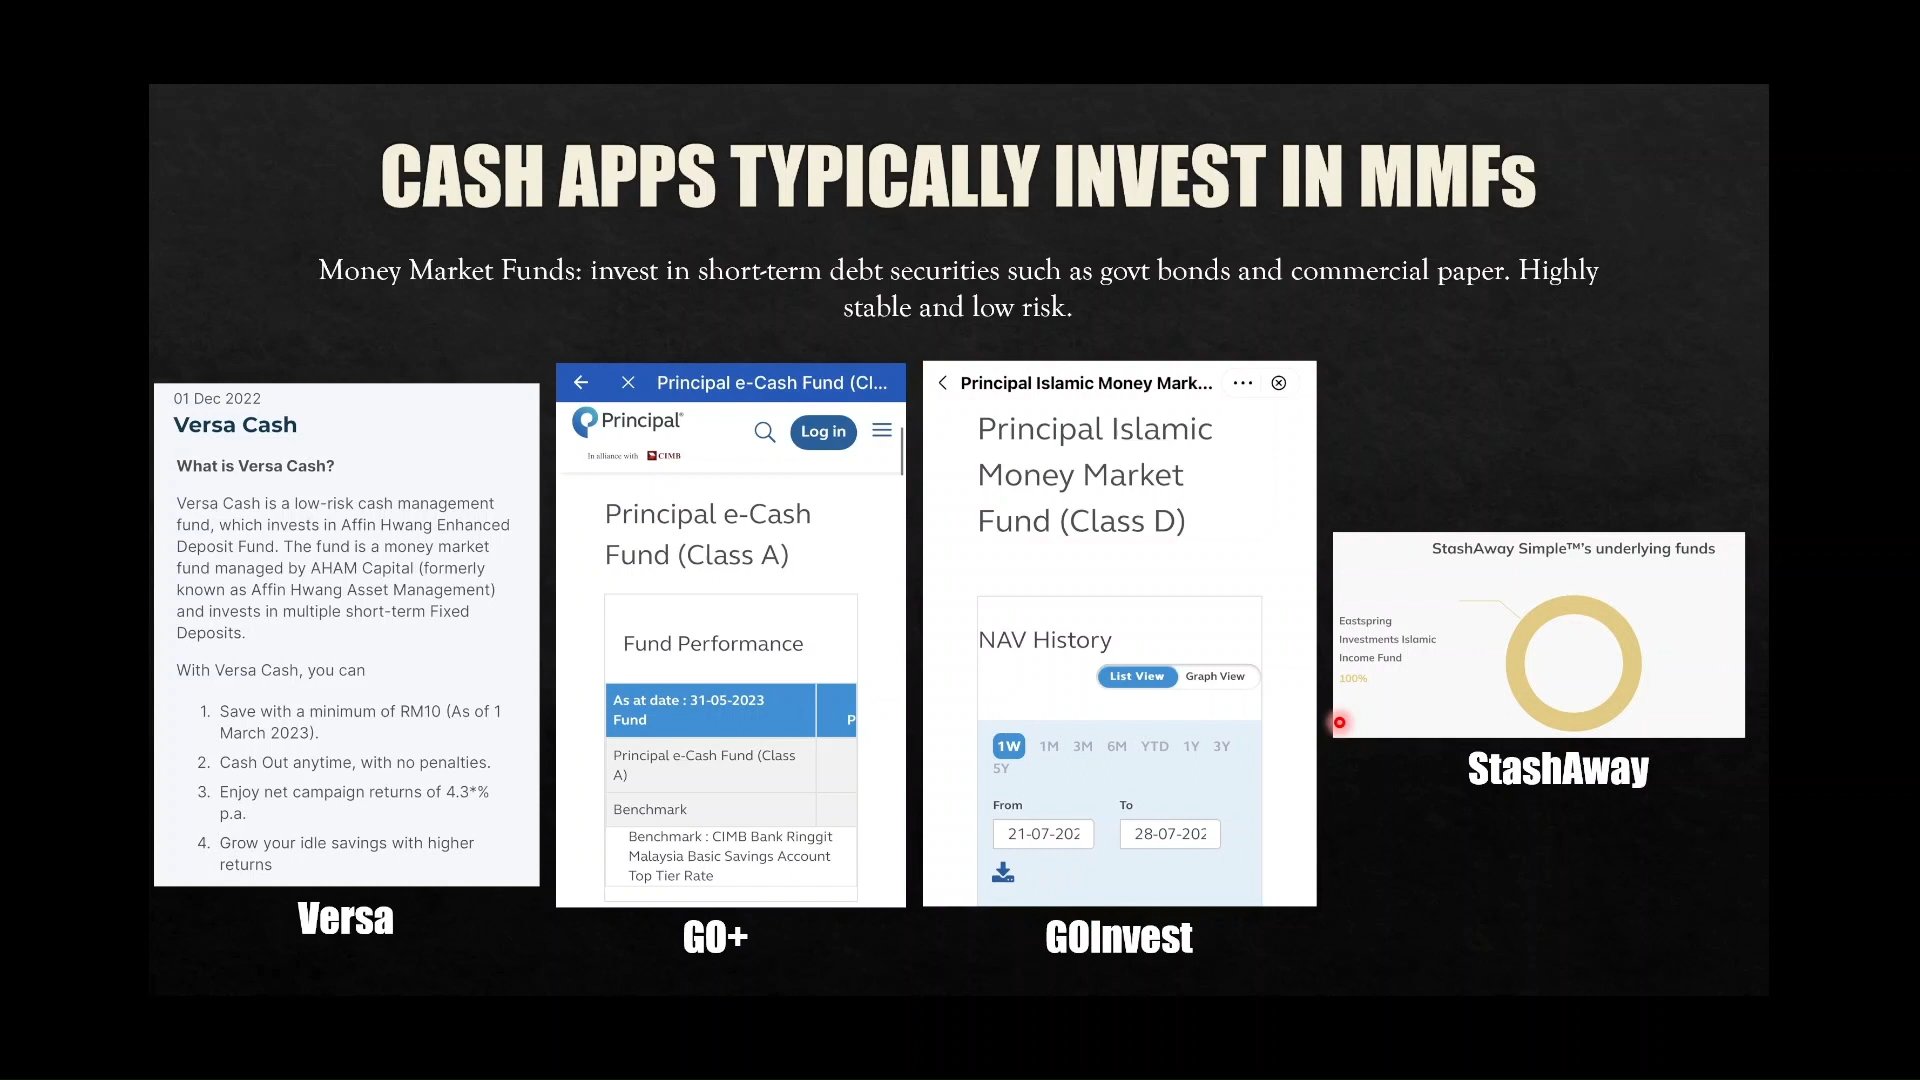 CASH APPS TYPICALLY INVEST IN MMFs
Money Market Funds: invest in short-term debt securities such as govt bonds and commercial paper. Highly
stable and low risk.
01 Dec 2022
Versa Cash
What is Versa Cash?
Versa Cash is a low-risk cash management
fund, which invests in Affin Hwang Enhanced
Deposit Fund. The fund is a money market
fund managed by AHAM Capital (formerly
known as Affin Hwang Asset Management)
and invests in multiple short-term Fixed
Deposits.
With Versa Cash, you can
1. Save with a minimum of RM10 (As of 1
March 2023).
2. Cash Out anytime, with no penalties.
3. Enjoy net campaign returns of 4.3*%
p.a.
4. Grow your idle savings with higher
returns
Versa
Principal e-Cash Fund (Cl...
Principal®
Log in
In alliance with CIMB
Principal e-Cash
Fund (Class A)
Fund Performance
As at date : 31-05-2023
Fund
P
Principal e-Cash Fund (Class
A)
Benchmark
Benchmark : CIMB Bank Ringgit
Malaysia Basic Savings Account
Top Tier Rate
GO+
Principal Islamic Money Mark...
Principal Islamic
Money Market
Fund (Class D)
NAV History
List View Graph View
1W 1M 3M 6M YTD 1Y 3Y
5Y
From To
21-07-202 28-07-202
GOInvest
StashAway Simple™'s underlying funds
Eastspring
Investments Islamic
Income Fund
100%
StashAway